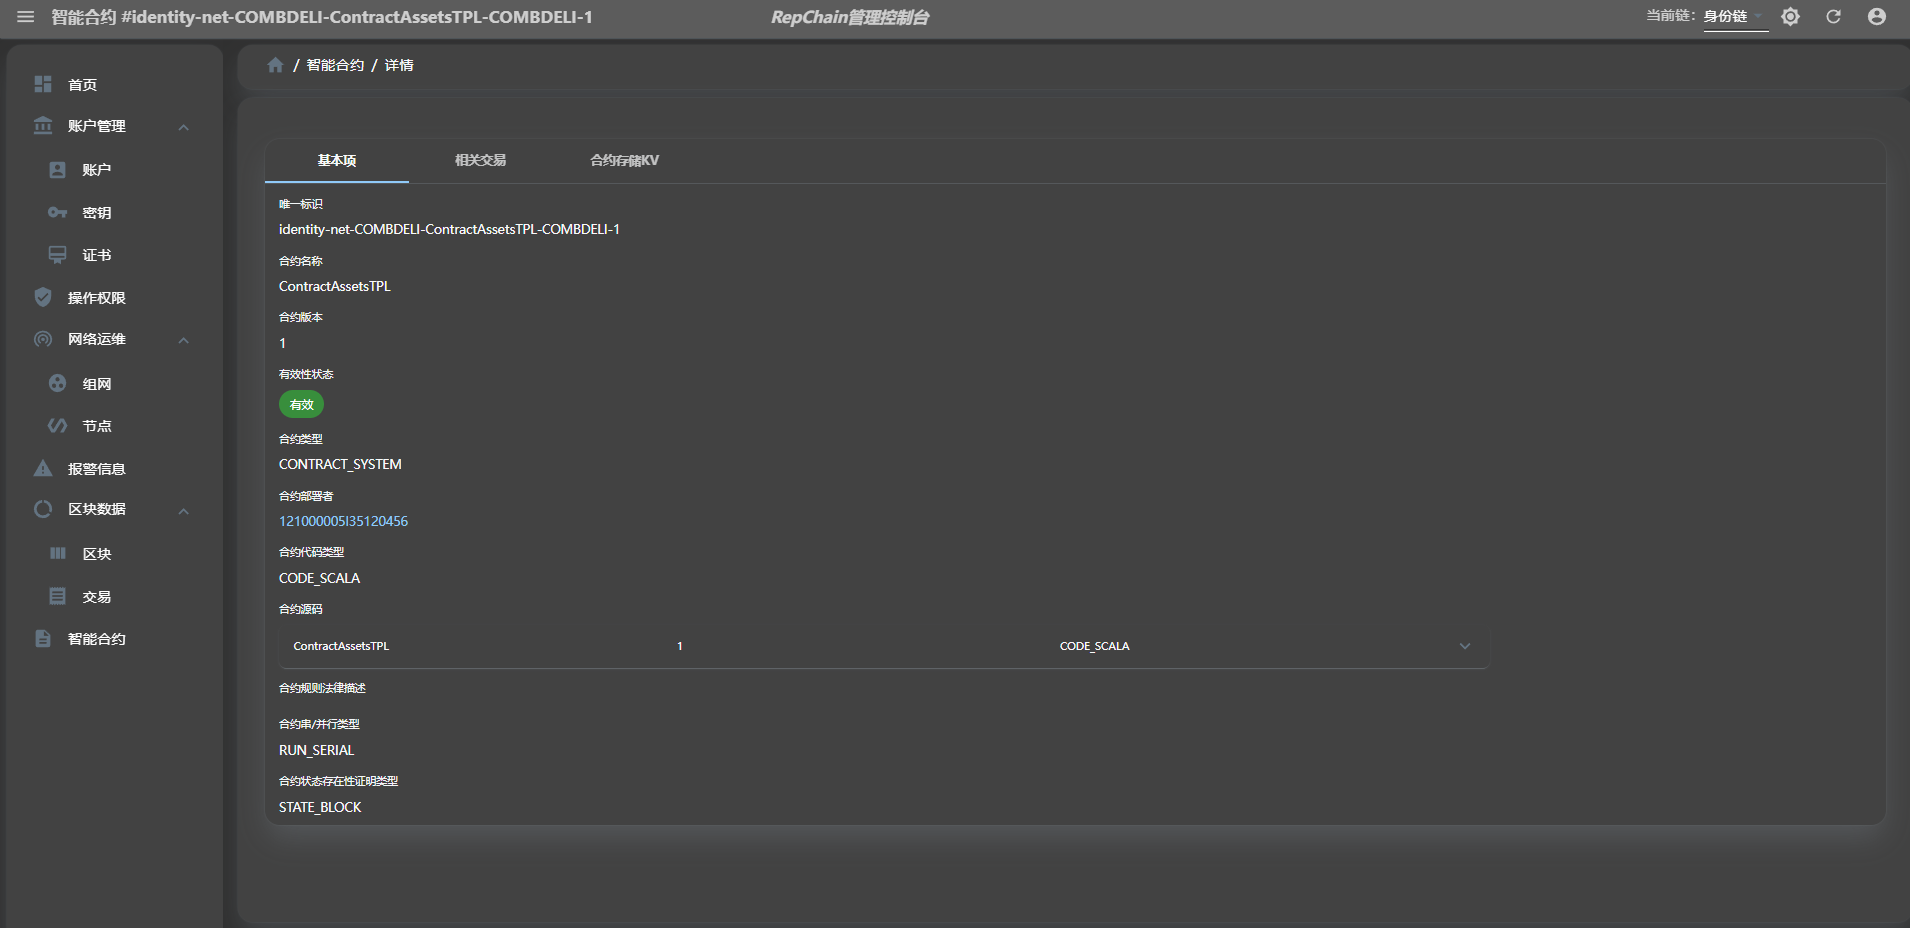 智能合约 #identity-net-COMBDELI-ContractAssetsTPL-COMBDELI-1
RepChain管理控制台
当前链: 身份链
首页
账户管理
账户
密钥
证书
操作权限
网络运维
组网
节点
报警信息
区块数据
区块
交易
智能合约
/ 智能合约 / 详情
基本项 相关交易 合约存储KV
唯一标识
identity-net-COMBDELI-ContractAssetsTPL-COMBDELI-1
合约名称
ContractAssetsTPL
合约版本
1
有效性状态
有效
合约类型
CONTRACT_SYSTEM
合约部署者
121000005l35120456
合约代码类型
CODE_SCALA
合约源码
ContractAssetsTPL 1 CODE_SCALA
合约规则法律描述
合约串/并行类型
RUN_SERIAL
合约状态存在性证明类型
STATE_BLOCK